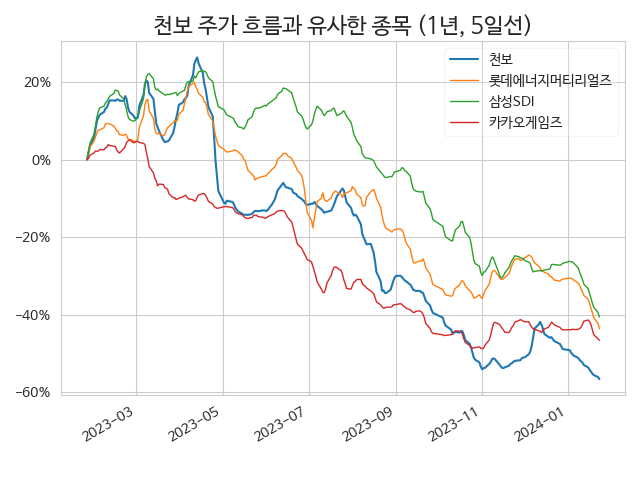 천보 주가 흐름과 유사한 종목 (1년, 5일선)
천보
롯데에너지머티리얼즈
삼성SDI
카카오게임즈
20%
0%
−20%
−40%
−60%
2023-03
2023-05
2023-07
2023-09
2023-11
2024-01